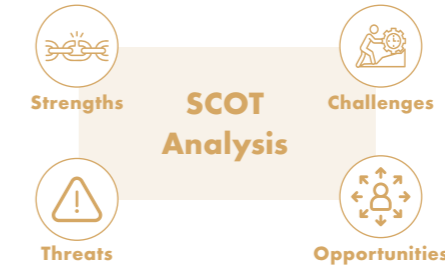 Strengths
SCOT
Analysis
Challenges
Threats
Opportunities